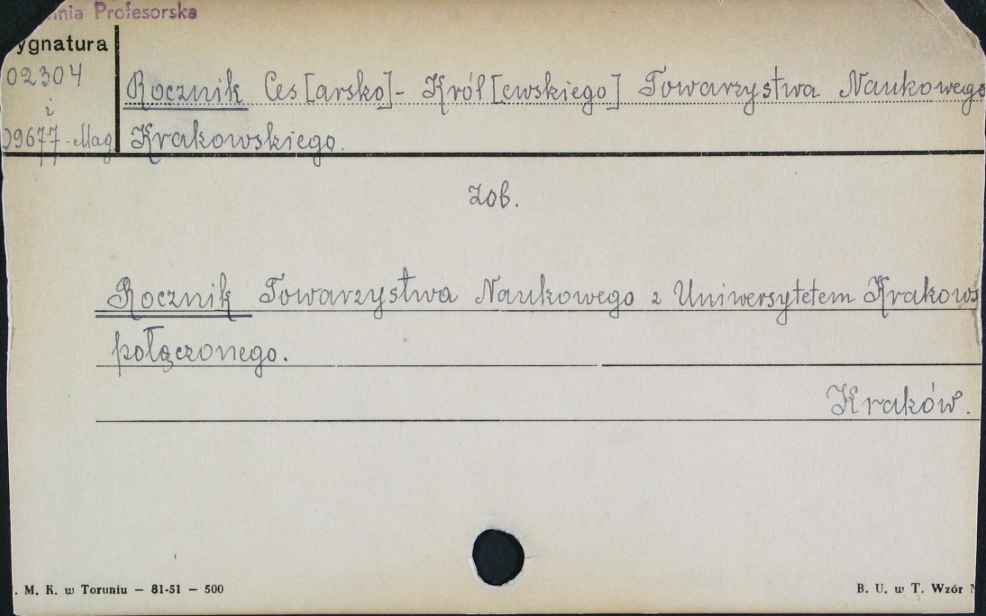 nia Profesorska
ygnatura
02304
i
09677-Mag
Rocznik Ces[arsko]- Król[ewskiego] Towarzystwa Naukowego
Krakowskiego.
zob.
Rocznik Towarzystwa Naukowego z Uniwersytetem Krakows
połączonego.
Kraków.
. M. K. w Toruniu — 81-51 — 500
B. U. w T. Wzór